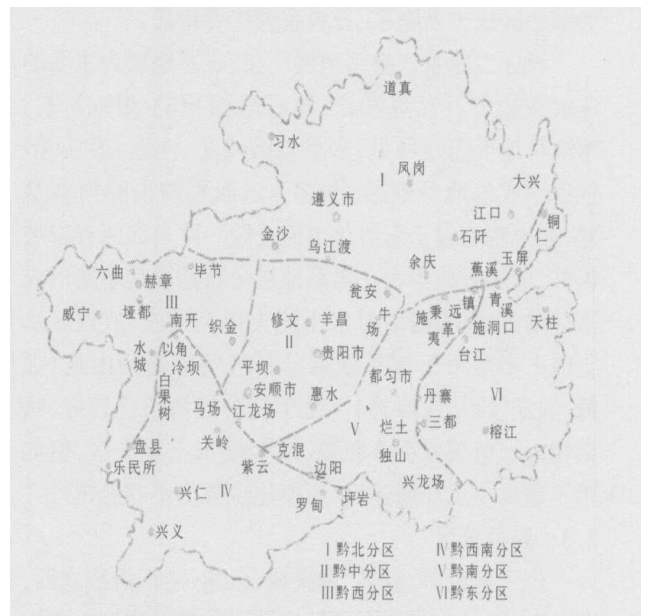 道真
习水
凤岗
I
大兴
遵义市
江口
铜仁
石阡
金沙
乌江渡
玉屏
余庆
蕉溪
六曲
赫章
毕节
瓮安
镇远
青溪
III
威宁
垭都
南开
织金
修文
羊昌
牛场
施秉
夷革
施洞口
天柱
II
水城
以角
冷坝
贵阳市
台江
平坝
白果树
安顺市
都匀市
丹寨
VI
马场
江龙场
惠水
V
烂土
三都
榕江
关岭
克混
盘县
紫云
边阳
独山
兴龙场
乐民所
兴仁
IV
罗甸
坪岩
兴义
I黔北分区
IV黔西南分区
II黔中分区
V黔南分区
III黔西分区
VI黔东分区